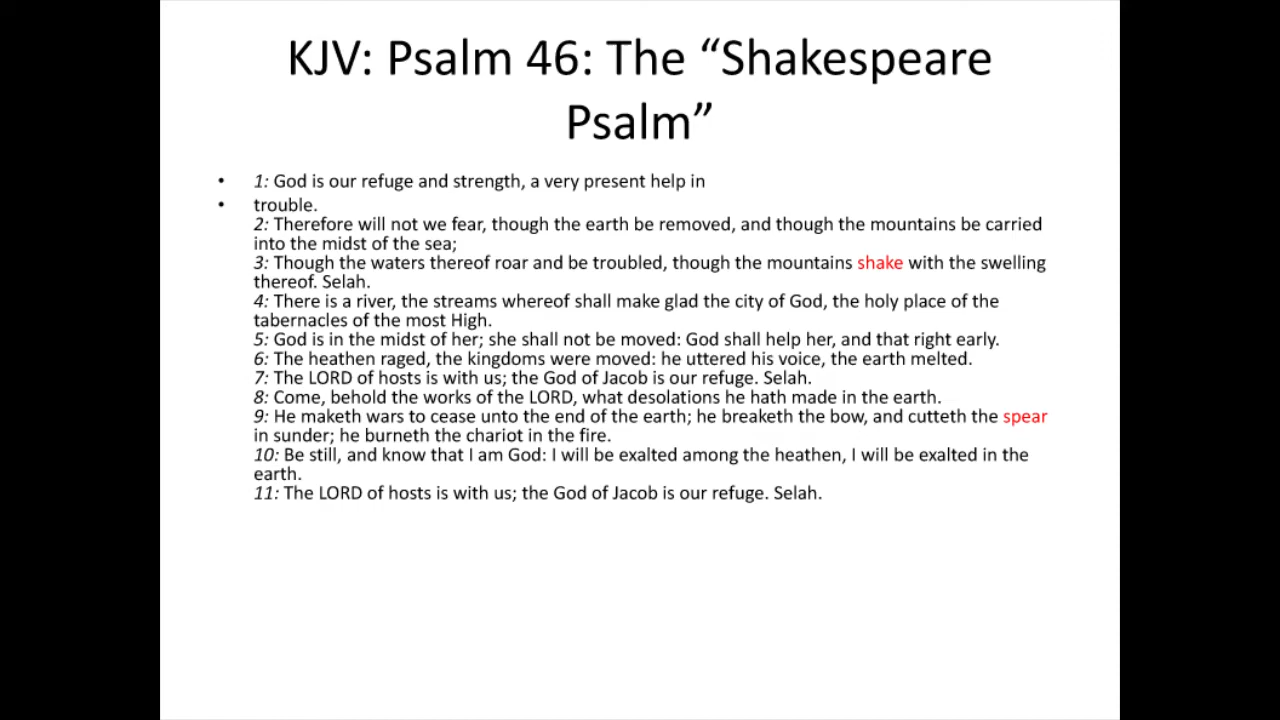 KJV: Psalm 46: The “Shakespeare
Psalm”
• 1: God is our refuge and strength, a very present help in
• trouble.
2: Therefore will not we fear, though the earth be removed, and though the mountains be carried
into the midst of the sea;
3: Though the waters thereof roar and be troubled, though the mountains shake with the swelling
thereof. Selah.
4: There is a river, the streams whereof shall make glad the city of God, the holy place of the
tabernacles of the most High.
5: God is in the midst of her; she shall not be moved: God shall help her, and that right early.
6: The heathen raged, the kingdoms were moved: he uttered his voice, the earth melted.
7: The LORD of hosts is with us; the God of Jacob is our refuge. Selah.
8: Come, behold the works of the LORD, what desolations he hath made in the earth.
9: He maketh wars to cease unto the end of the earth; he breaketh the bow, and cutteth the spear
in sunder; he burneth the chariot in the fire.
10: Be still, and know that I am God: I will be exalted among the heathen, I will be exalted in the
earth.
11: The LORD of hosts is with us; the God of Jacob is our refuge. Selah.